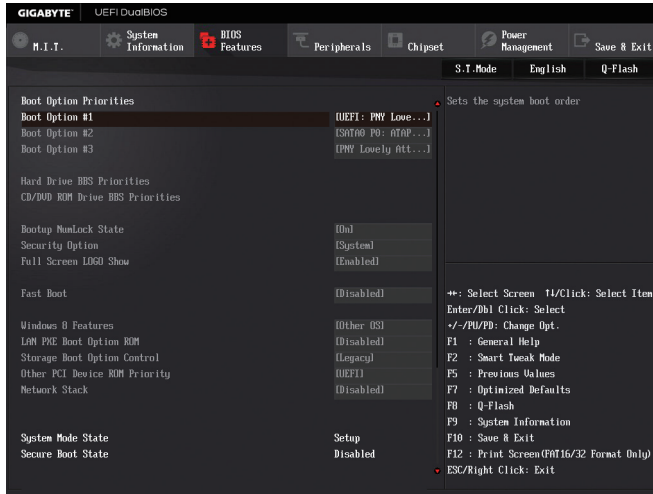 GIGABYTE™ UEFI DualBIOS
M.I.T. System Information BIOS Features Peripherals Chipset Power Management Save & Exit
S.T.Mode English Q-Flash
Boot Option Priorities
Boot Option #1 [UEFI: PNY Love...]
Boot Option #2 [SATA0 P0: ATAP...]
Boot Option #3 [PNY Lovely Att...]
Hard Drive BBS Priorities
CD/DVD ROM Drive BBS Priorities
Bootup NumLock State [On]
Security Option [System]
Full Screen LOGO Show [Enabled]
Fast Boot [Disabled]
Windows 8 Features [Other OS]
LAN PXE Boot Option ROM [Disabled]
Storage Boot Option Control [Legacy]
Other PCI Device ROM Priority [UEFI]
Network Stack [Disabled]
System Mode State Setup
Secure Boot State Disabled
Sets the system boot order
→←: Select Screen ↑↓/Click: Select Item
Enter/Dbl Click: Select
+/-/PU/PD: Change Opt.
F1 : General Help
F2 : Smart Tweak Mode
F5 : Previous Values
F7 : Optimized Defaults
F8 : Q-Flash
F9 : System Information
F10 : Save & Exit
F12 : Print Screen(FAT16/32 Format Only)
ESC/Right Click: Exit